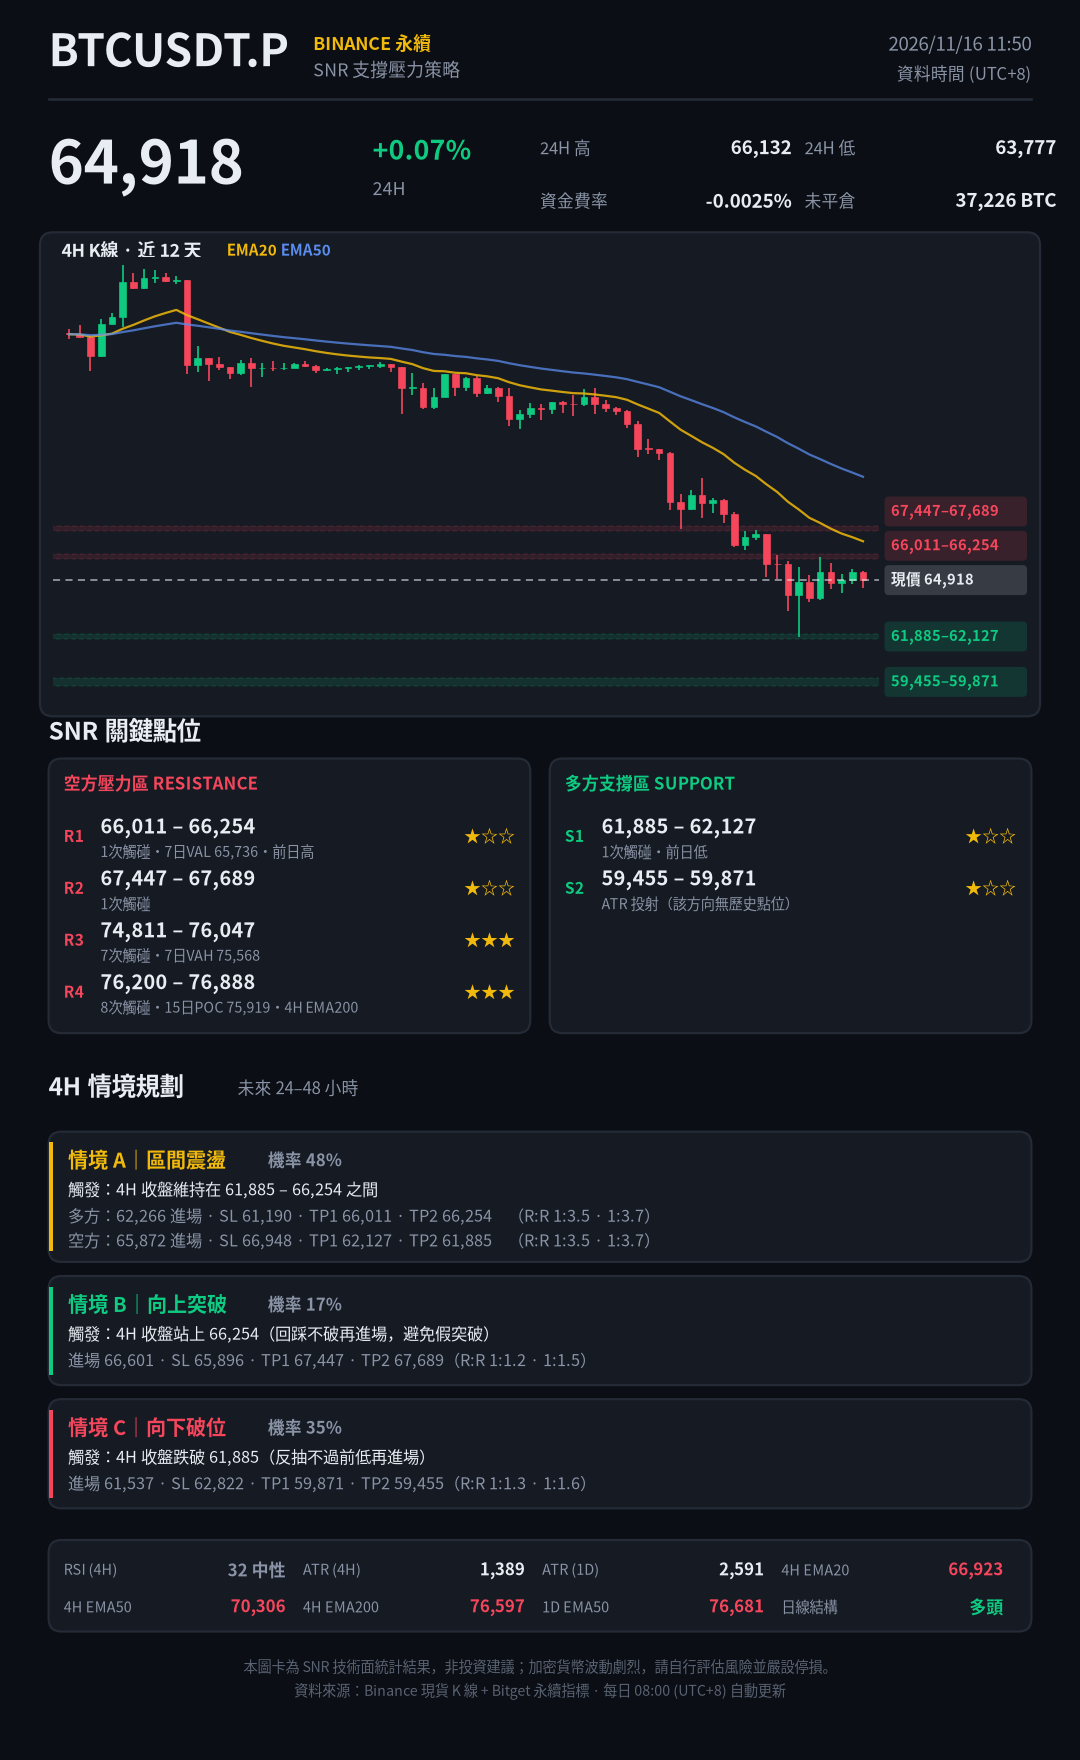 BTCUSDT.P
BINANCE 永續
SNR 支撐壓力策略
2026/11/16 11:50
資料時間 (UTC+8)
64,918
+0.07%
24H
24H 高 66,132 24H 低 63,777
資金費率 -0.0025% 未平倉 37,226 BTC
4H K線 · 近 12 天 EMA20 EMA50
67,447–67,689
66,011–66,254
現價 64,918
61,885–62,127
59,455–59,871
SNR 關鍵點位
空方壓力區 RESISTANCE
R1 66,011 – 66,254 ★☆☆
1次觸碰・7日VAL 65,736・前日高
R2 67,447 – 67,689 ★☆☆
1次觸碰
R3 74,811 – 76,047 ★★★
7次觸碰・7日VAH 75,568
R4 76,200 – 76,888 ★★★
8次觸碰・15日POC 75,919・4H EMA200
多方支撐區 SUPPORT
S1 61,885 – 62,127 ★☆☆
1次觸碰・前日低
S2 59,455 – 59,871 ★☆☆
ATR 投射（該方向無歷史點位）
4H 情境規劃 未來 24–48 小時
情境 A｜區間震盪 機率 48%
觸發：4H 收盤維持在 61,885 – 66,254 之間
多方：62,266 進場 · SL 61,190 · TP1 66,011 · TP2 66,254 （R:R 1:3.5 · 1:3.7）
空方：65,872 進場 · SL 66,948 · TP1 62,127 · TP2 61,885 （R:R 1:3.5 · 1:3.7）
情境 B｜向上突破 機率 17%
觸發：4H 收盤站上 66,254（回踩不破再進場，避免假突破）
進場 66,601 · SL 65,896 · TP1 67,447 · TP2 67,689（R:R 1:1.2 · 1:1.5）
情境 C｜向下破位 機率 35%
觸發：4H 收盤跌破 61,885（反抽不過前低再進場）
進場 61,537 · SL 62,822 · TP1 59,871 · TP2 59,455（R:R 1:1.3 · 1:1.6）
RSI (4H) 32 中性 ATR (4H) 1,389 ATR (1D) 2,591 4H EMA20 66,923
4H EMA50 70,306 4H EMA200 76,597 1D EMA50 76,681 日線結構 多頭
本圖卡為 SNR 技術面統計結果，非投資建議；加密貨幣波動劇烈，請自行評估風險並嚴設停損。
資料來源：Binance 現貨 K 線 + Bitget 永續指標 · 每日 08:00 (UTC+8) 自動更新